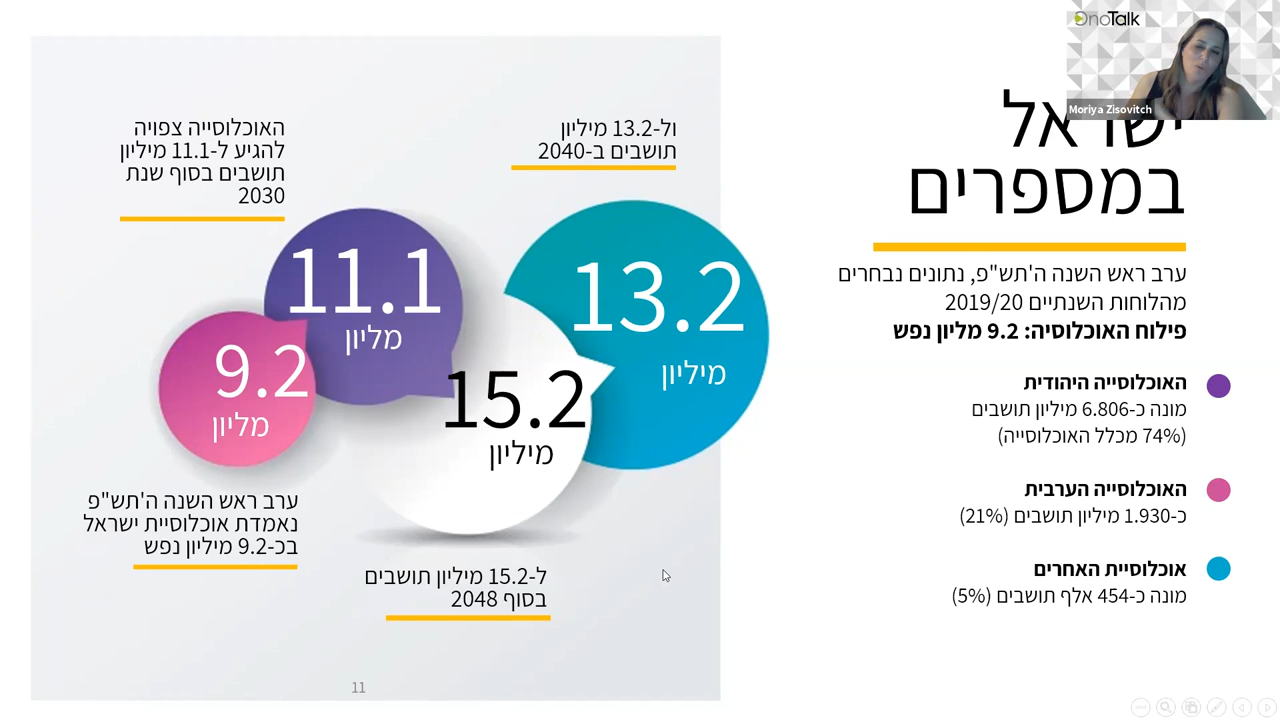 OnoTalk
Moriya Zisovitch
ישראל
במספרים
ערב ראש השנה ה'תש"פ, נתונים נבחרים
מהלוחות השנתיים 2019/20
פילוח האוכלוסיה: 9.2 מליון נפש
האוכלוסייה היהודית
מונה כ-6.806 מיליון תושבים
(74% מכלל האוכלוסייה)
האוכלוסייה הערבית
כ-1.930 מיליון תושבים (21%)
אוכלוסיית האחרים
מונה כ-454 אלף תושבים (5%)
ול-13.2 מיליון
תושבים ב-2040
האוכלוסייה צפויה
להגיע ל-11.1 מיליון
תושבים בסוף שנת
2030
13.2
מיליון
11.1
מליון
15.2
מיליון
9.2
מליון
ערב ראש השנה ה'תש"פ
נאמדת אוכלוסיית ישראל
בכ-9.2 מיליון נפש
ל-15.2 מיליון תושבים
בסוף 2048
11